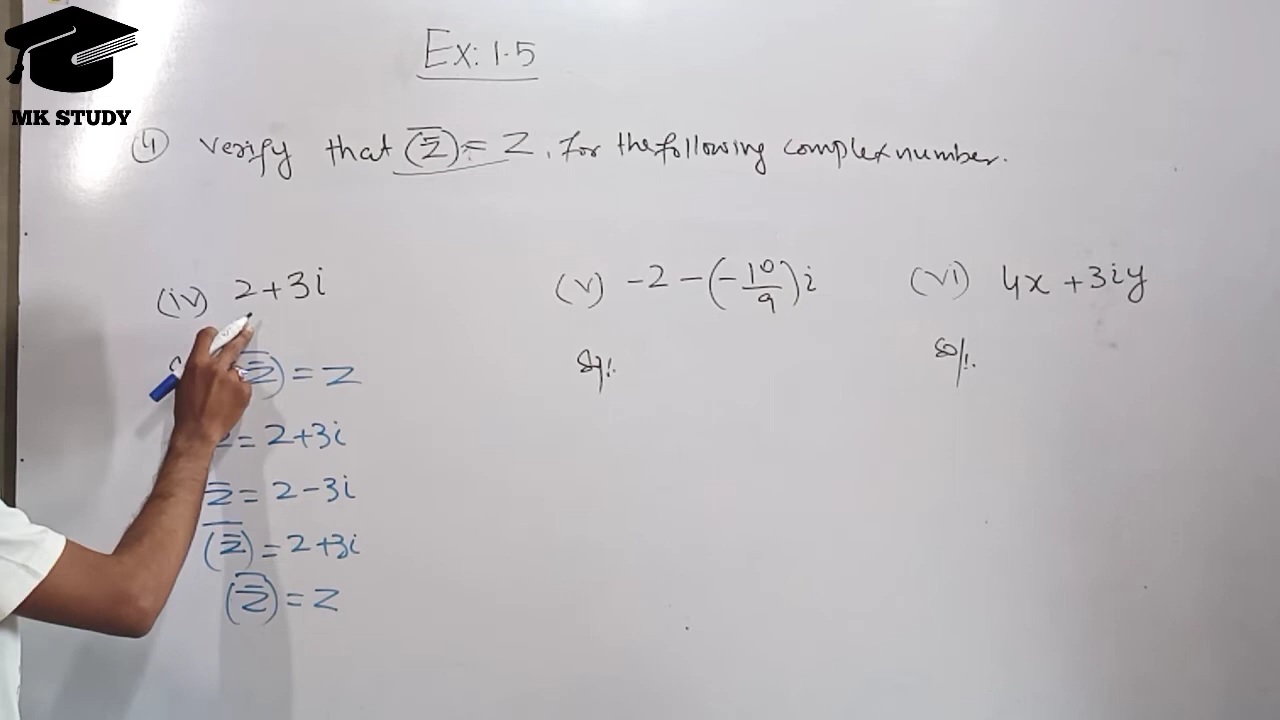 MK STUDY
Ex: 1.5
(4) Verify that (z̿) = z, for the following complex number.
(iv) 2+3i
(z̿) = z
z = 2+3i
z̅ = 2-3i
(z̿) = 2+3i
(z̿) = z
(v) -2 - (-10/9)i
Sol:
(vi) 4x + 3iy
Sol: